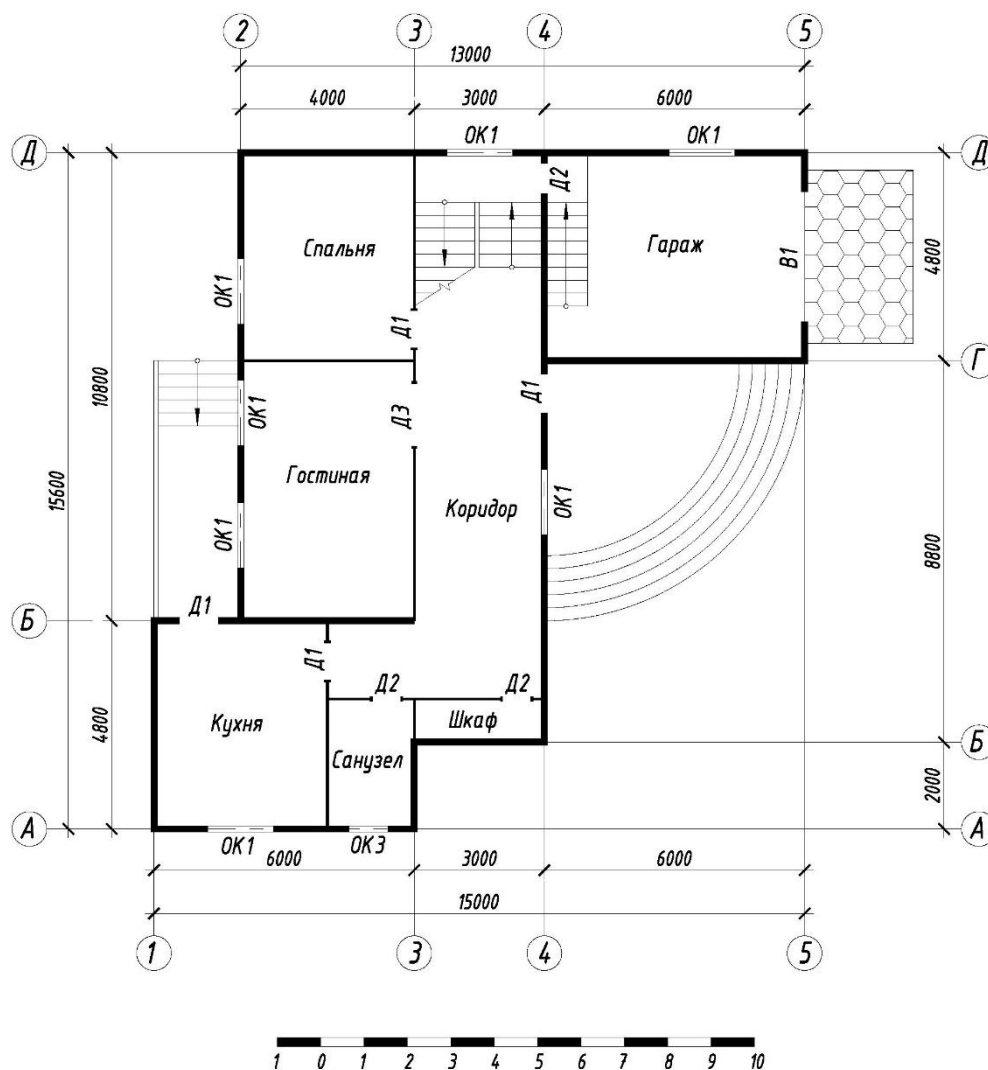 2 3 4 5
13000
4000 3000 6000
ОК1 ОК1
Д Д
Д2
Спальня Гараж В1 4800
ОК1
Д1
Г
10800 ОК1 Д3 Д1
15600 Гостиная
Коридор ОК1
ОК1 8800
Д1
Б
Д1
Д2 Д2
4800 Кухня Шкаф
Б
Санузел
2000
А А
ОК1 ОК3
6000 3000 6000
15000
1 3 4 5
1 0 1 2 3 4 5 6 7 8 9 10